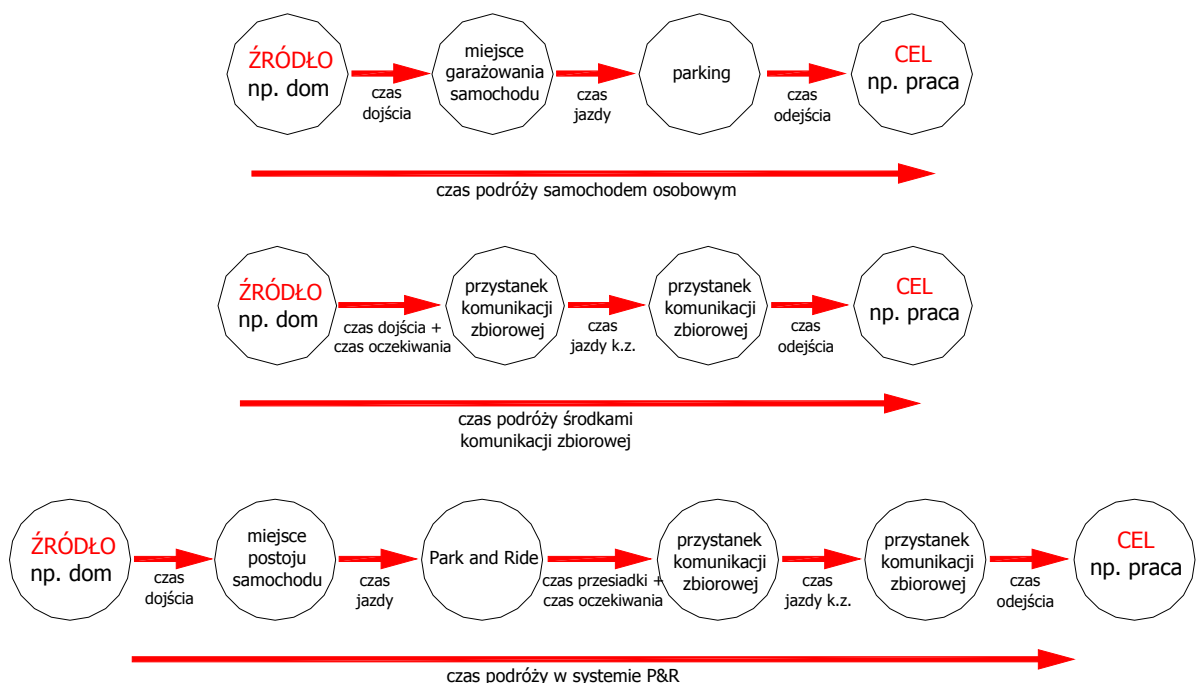 ŹRÓDŁO
np. dom
czas
dojścia
miejsce
garażowania
samochodu
czas
jazdy
parking
czas
odejścia
CEL
np. praca
czas podróży samochodem osobowym
ŹRÓDŁO
np. dom
czas dojścia +
czas oczekiwania
przystanek
komunikacji
zbiorowej
czas
jazdy k.z.
przystanek
komunikacji
zbiorowej
czas
odejścia
CEL
np. praca
czas podróży środkami
komunikacji zbiorowej
ŹRÓDŁO
np. dom
czas
dojścia
miejsce
postoju
samochodu
czas
jazdy
Park and Ride
czas przesiadki +
czas oczekiwania
przystanek
komunikacji
zbiorowej
czas
jazdy k.z.
przystanek
komunikacji
zbiorowej
czas
odejścia
CEL
np. praca
czas podróży w systemie P&R